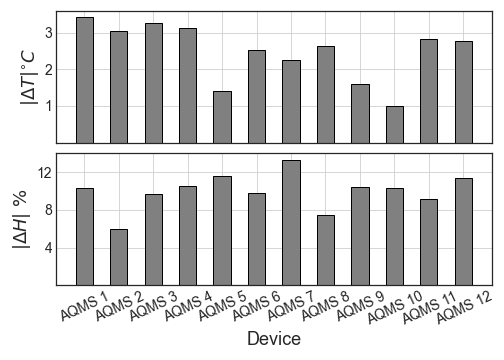 |ΔT|°C
3
2
1
|ΔH| %
12
8
4
AQMS 1
AQMS 2
AQMS 3
AQMS 4
AQMS 5
AQMS 6
AQMS 7
AQMS 8
AQMS 9
AQMS 10
AQMS 11
AQMS 12
Device